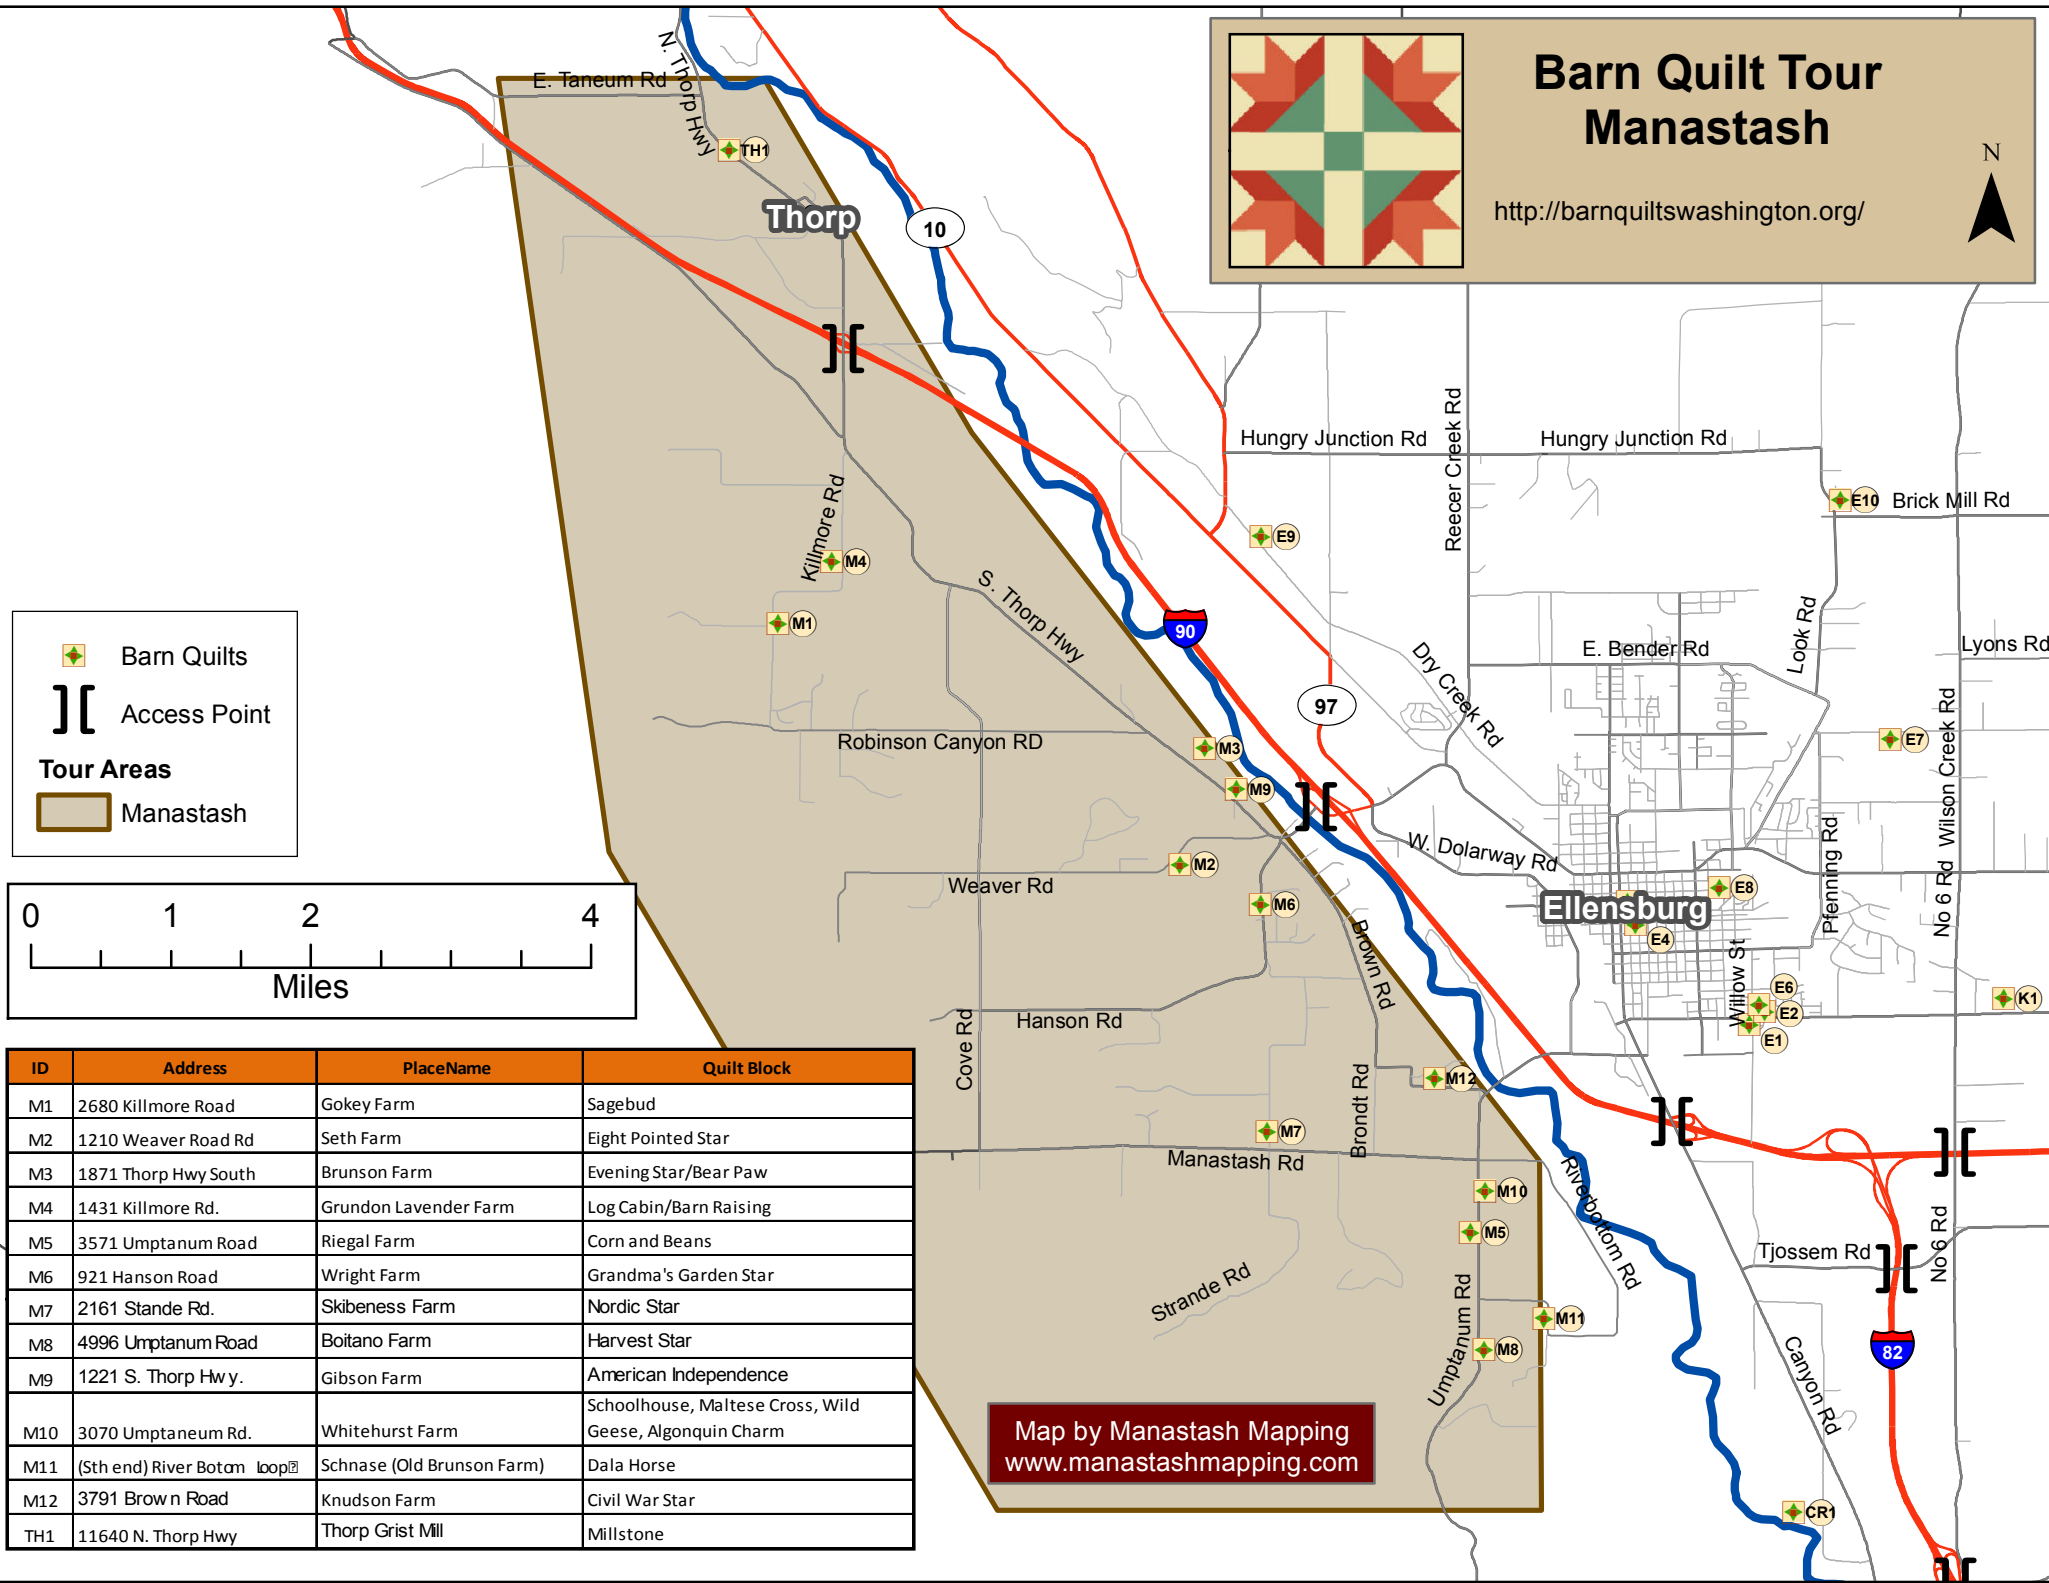 Barn Quilt Tour
Manastash
http://barnquiltswashington.org/
N
E. Taneum Rd
N. Thorp Hwy
TH1
Thorp
10
Hungry Junction Rd
Hungry Junction Rd
Reecer Creek Rd
E10
Brick Mill Rd
E9
Killmore Rd
M4
M1
S. Thorp Hwy
90
E. Bender Rd
Look Rd
Lyons Rd
Dry Creek Rd
97
Robinson Canyon RD
M3
M9
E7
No 6 Rd Wilson Creek Rd
W. Dolarway Rd
Pfenning Rd
M2
Weaver Rd
M6
E8
Ellensburg
E4
Brown Rd
Willow St
E6
E2
E1
K1
Hanson Rd
Cove Rd
M12
Brondt Rd
M7
Manastash Rd
M10
M5
Riverbottom Rd
Tjossem Rd
No 6 Rd
Strande Rd
Umptanum Rd
M11
M8
82
Canyon Rd
CR1
Barn Quilts
Access Point
Tour Areas
Manastash
0 1 2 4
Miles
ID Address PlaceName Quilt Block
M1 2680 Killmore Road Gokey Farm Sagebud
M2 1210 Weaver Road Rd Seth Farm Eight Pointed Star
M3 1871 Thorp Hwy South Brunson Farm Evening Star/Bear Paw
M4 1431 Killmore Rd. Grundon Lavender Farm Log Cabin/Barn Raising
M5 3571 Umptanum Road Riegal Farm Corn and Beans
M6 921 Hanson Road Wright Farm Grandma's Garden Star
M7 2161 Stande Rd. Skibeness Farm Nordic Star
M8 4996 Umptanum Road Boitano Farm Harvest Star
M9 1221 S. Thorp Hwy. Gibson Farm American Independence
M10 3070 Umptaneum Rd. Whitehurst Farm Schoolhouse, Maltese Cross, Wild
Geese, Algonquin Charm
M11 (Sth end) River Botom Loop Schnase (Old Brunson Farm) Dala Horse
M12 3791 Brown Road Knudson Farm Civil War Star
TH1 11640 N. Thorp Hwy Thorp Grist Mill Millstone
Map by Manastash Mapping
www.manastashmapping.com